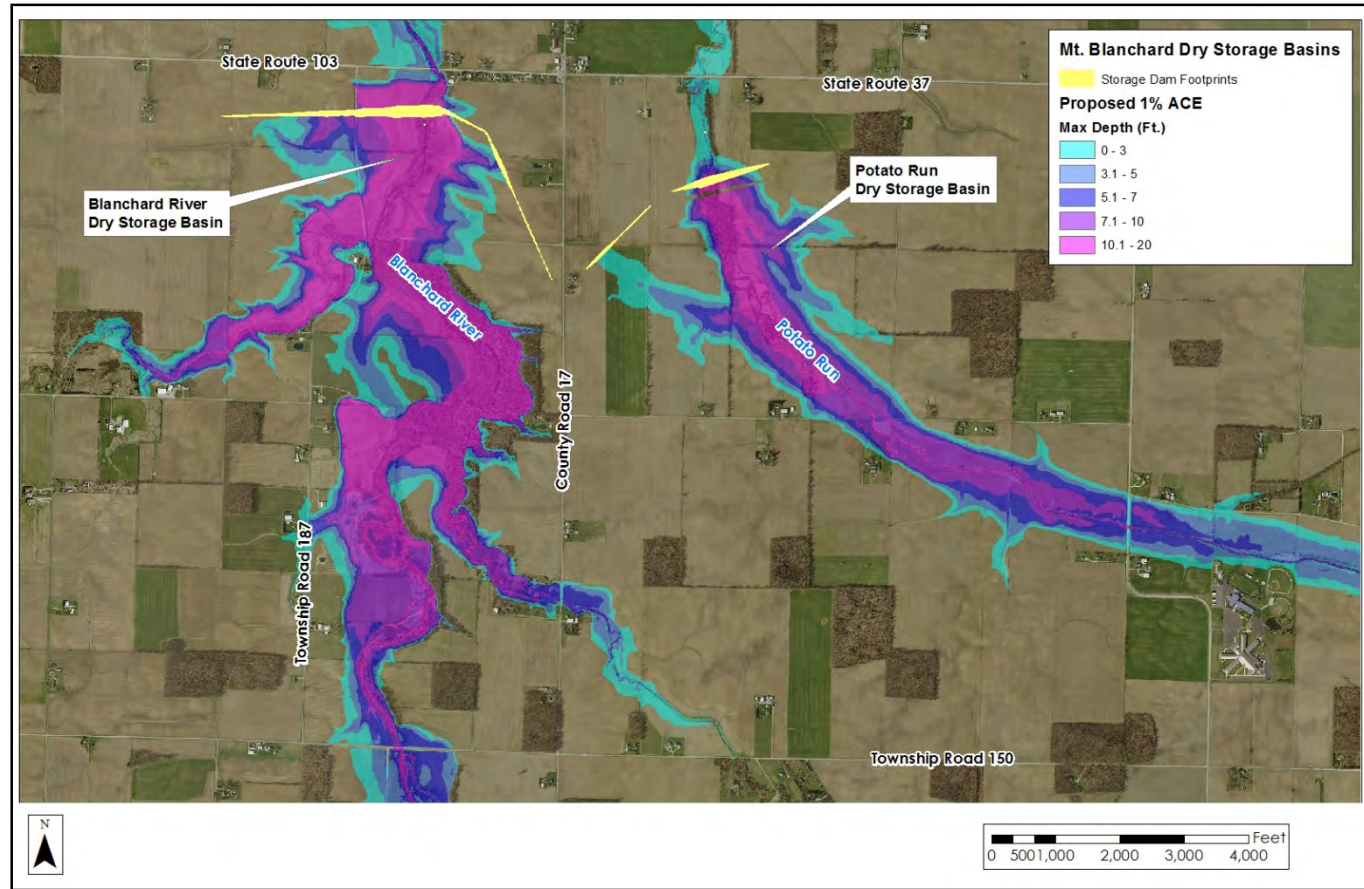 State Route 103
State Route 37
Mt. Blanchard Dry Storage Basins
Storage Dam Footprints
Proposed 1% ACE
Max Depth (Ft.)
0 - 3
3.1 - 5
5.1 - 7
7.1 - 10
10.1 - 20
Blanchard River
Dry Storage Basin
Potato Run
Dry Storage Basin
Blanchard River
Potato Run
County Road 17
Township Road 187
Township Road 150
N
Feet
0 500 1,000 2,000 3,000 4,000